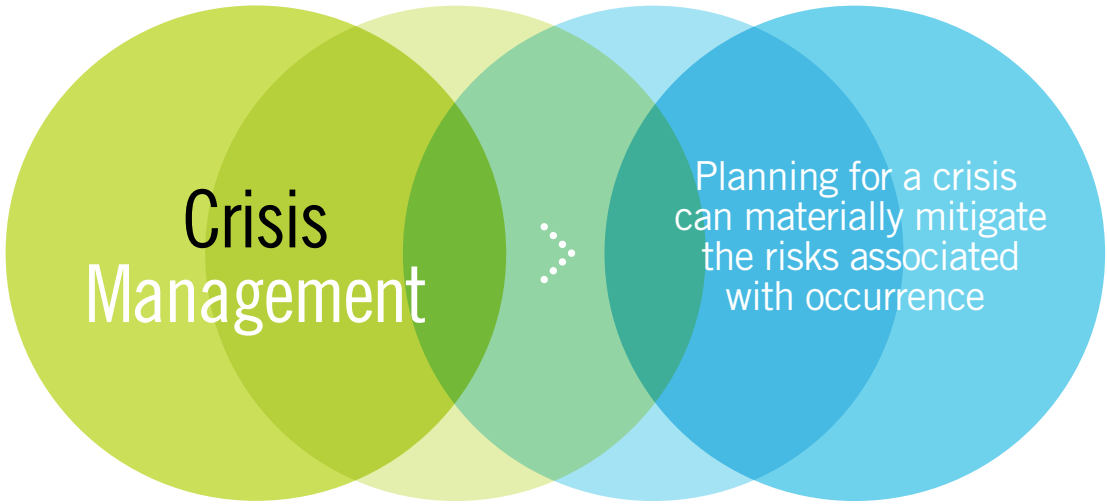 Crisis
Management
Planning for a crisis
can materially mitigate
the risks associated
with occurrence